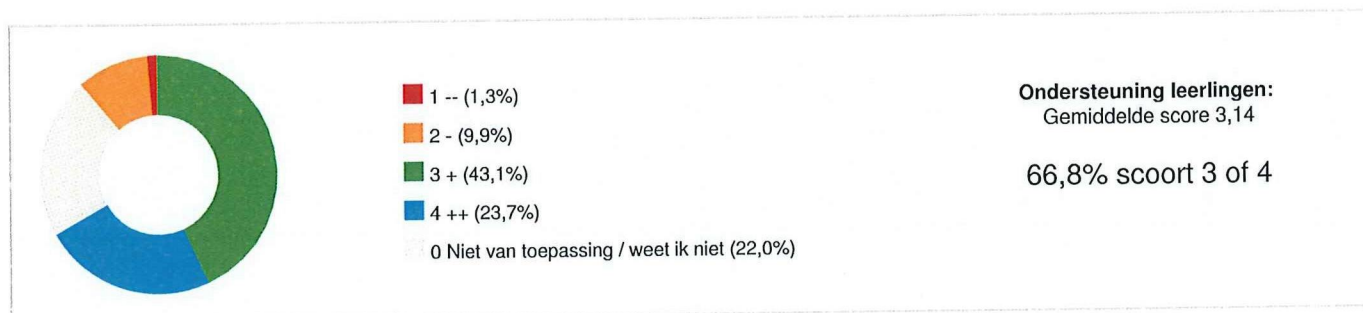 1 -- (1,3%)
2 - (9,9%)
3 + (43,1%)
4 ++ (23,7%)
0 Niet van toepassing / weet ik niet (22,0%)
Ondersteuning leerlingen:
Gemiddelde score 3,14
66,8% scoort 3 of 4